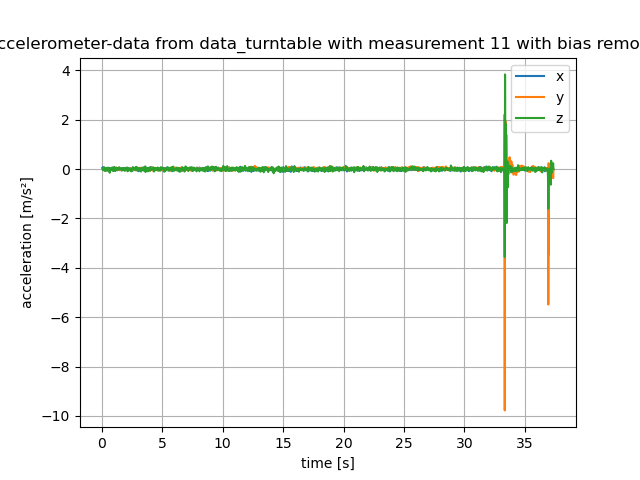 ccelerometer-data from data_turntable with measurement 11 with bias remo
4
2
0
−2
−4
−6
−8
−10
acceleration [m/s²]
x
y
z
0
5
10
15
20
25
30
35
time [s]